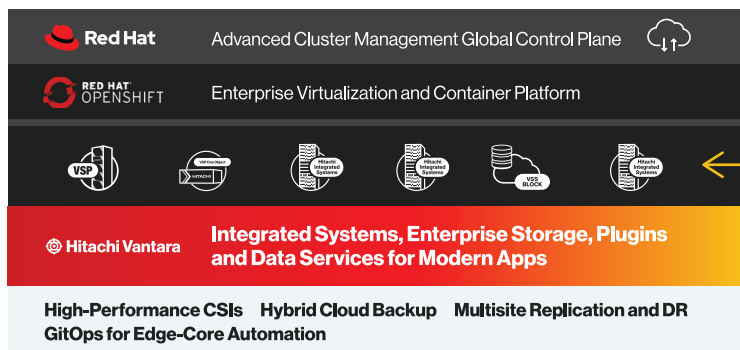 Red Hat Advanced Cluster Management Global Control Plane
RED HAT
OPENSHIFT Enterprise Virtualization and Container Platform
VSP
VSP One Object
HITACHI
Hitachi
Integrated
Systems
Hitachi
Integrated
Systems
VSS
BLOCK
Hitachi
Integrated
Systems
Hitachi Vantara
Integrated Systems, Enterprise Storage, Plugins
and Data Services for Modern Apps
High-Performance CSIs Hybrid Cloud Backup Multisite Replication and DR
GitOps for Edge-Core Automation